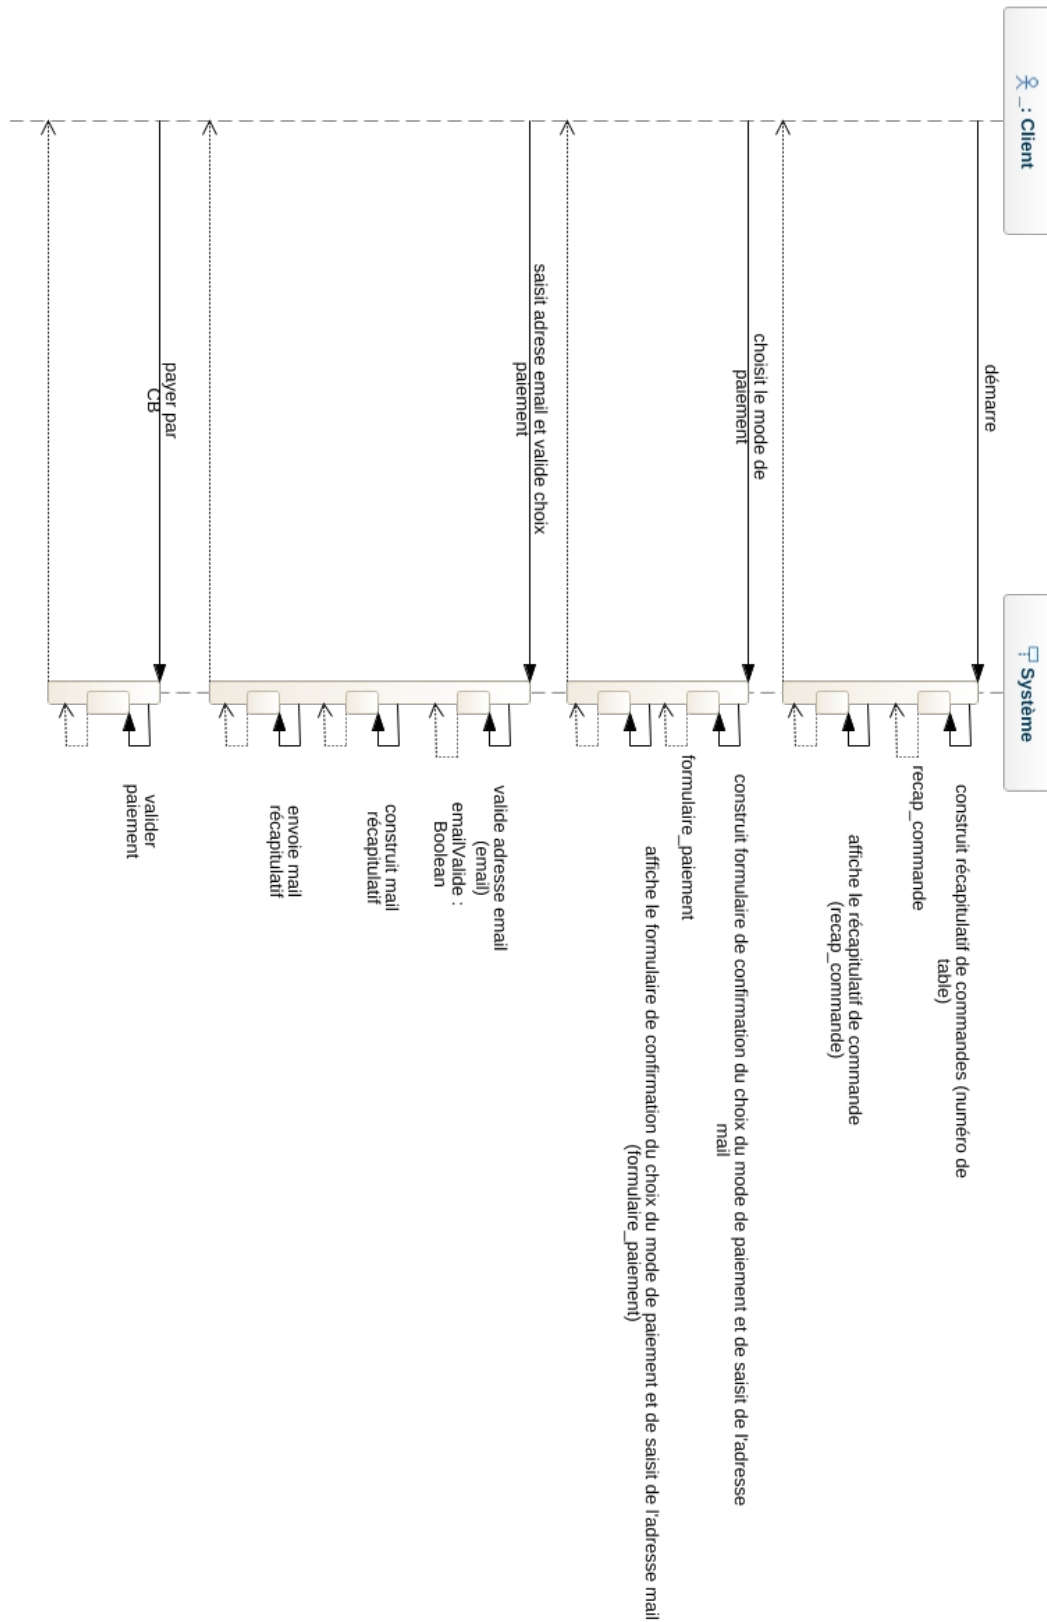 _: Client
Système
démarre
construit récapitulatif de commandes (numéro de
table)
recap_commande
affiche le récapitulatif de commande
(recap_commande)
choisit le mode de
paiement
construit formulaire de confirmation du choix du mode de paiement et de saisit de l'adresse
mail
formulaire_paiement
affiche le formulaire de confirmation du choix du mode de paiement et de saisit de l'adresse mail
(formulaire_paiement)
saisit adrese email et valide choix
paiement
valide adresse email
(email)
emailValide :
Boolean
construit mail
récapitulatif
envoie mail
récapitulatif
payer par
CB
valider
paiement